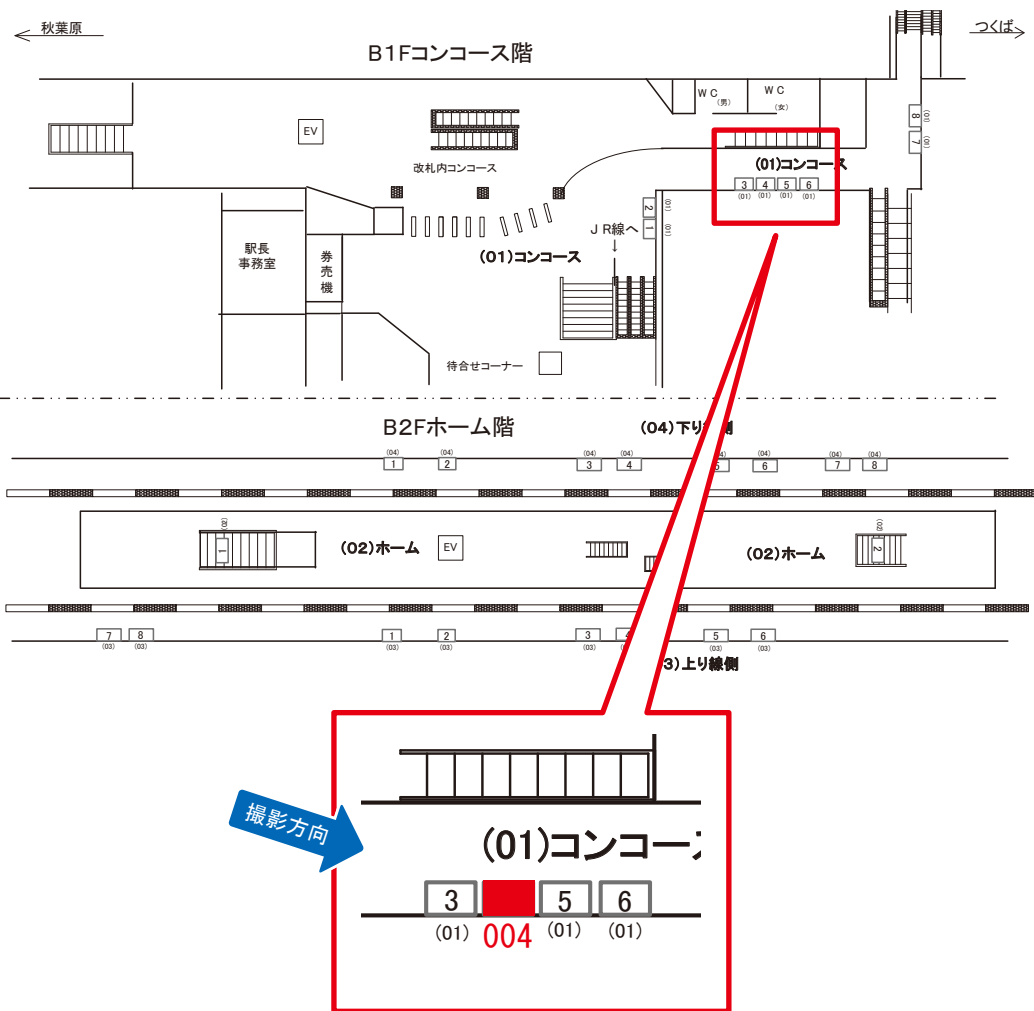 秋葉原
つくば
B1Fコンコース階
WC
(男)
WC
(女)
8
(01)
7
(01)
EV
改札内コンコース
(01)コンコース
3
4
5
6
(01)
(01)
(01)
(01)
2
(01)
1
(01)
JR線へ
↓
(01)コンコース
駅長
事務室
券売機
待合せコーナー
B2Fホーム階
(04)下り
側
(04)
(04)
(04)
(04)
(04)
(04)
(04)
1
2
3
4
6
7
8
(02)
1
(02)ホーム
EV
(02)ホーム
(02)
2
7
8
1
2
3
5
6
(03)
(03)
(03)
(03)
(03)
(03)
(03)
3)上り線側
撮影方向
(01)コンコー
3
5
6
(01)
004
(01)
(01)